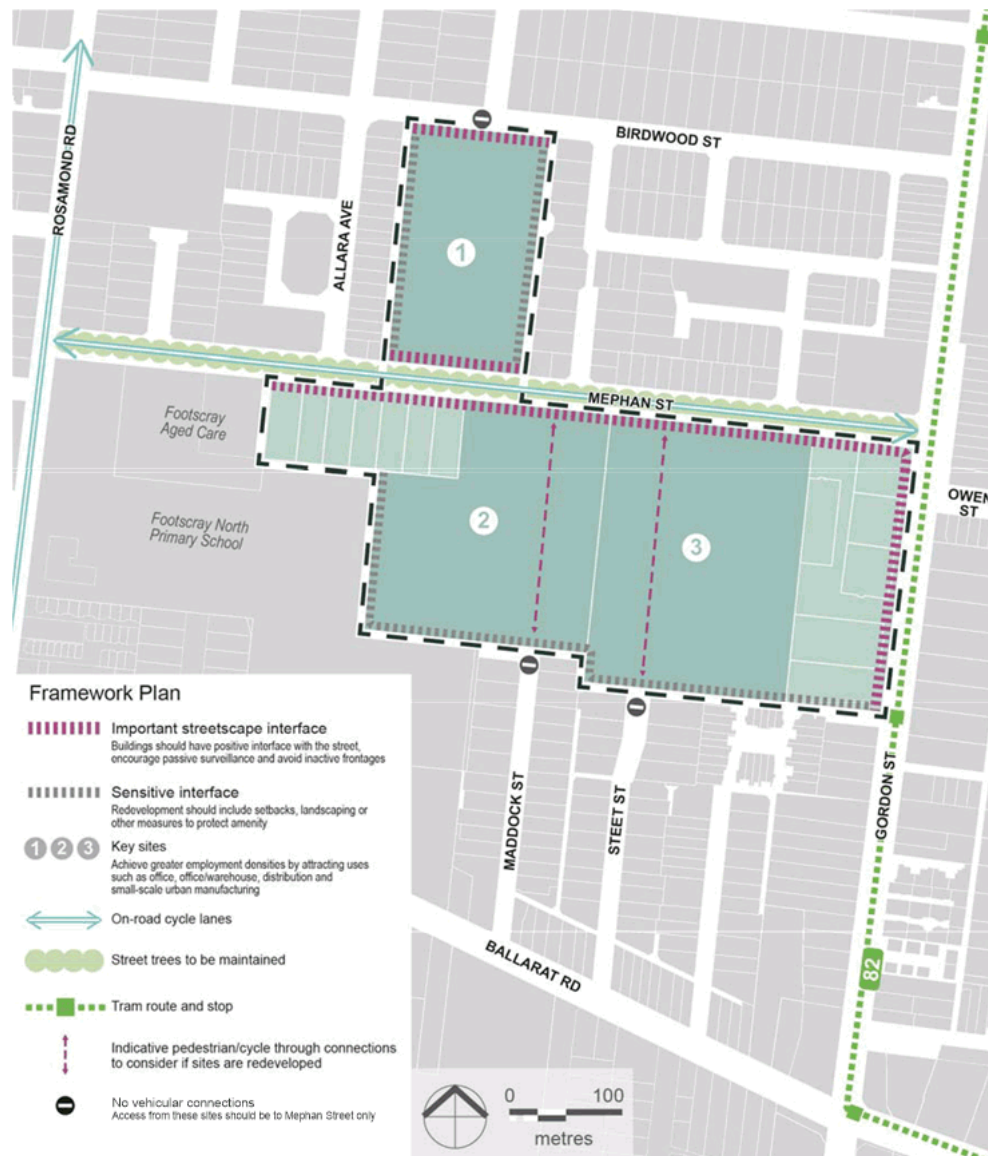 BIRDWOOD ST
ROSAMOND RD
ALLARA AVE
1
MEPHAN ST
Footscray
Aged Care
OWEN
ST
Footscray North
Primary School
2
3
MADDOCK ST
STEET ST
GORDON ST
BALLARAT RD
82
Framework Plan
Important streetscape interface
Buildings should have positive interface with the street,
encourage passive surveillance and avoid inactive frontages
Sensitive interface
Redevelopment should include setbacks, landscaping or
other measures to protect amenity
1 2 3 Key sites
Achieve greater employment densities by attracting uses
such as office, office/warehouse, distribution and
small-scale urban manufacturing
On-road cycle lanes
Street trees to be maintained
Tram route and stop
Indicative pedestrian/cycle through connections
to consider if sites are redeveloped
No vehicular connections
Access from these sites should be to Mephan Street only
0 100
metres